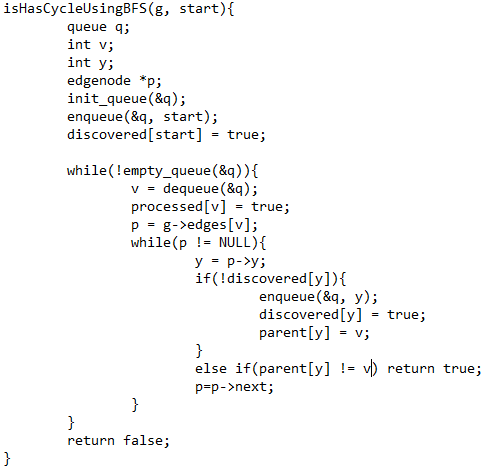 isHasCycleUsingBFS(g, start){
queue q;
int v;
int y;
edgenode *p;
init_queue(&q);
enqueue(&q, start);
discovered[start] = true;
while(!empty_queue(&q)){
v = dequeue(&q);
processed[v] = true;
p = g->edges[v];
while(p != NULL){
y = p->y;
if(!discovered[y]){
enqueue(&q, y);
discovered[y] = true;
parent[y] = v;
}
else if(parent[y] != v) return true;
p=p->next;
}
}
return false;
}